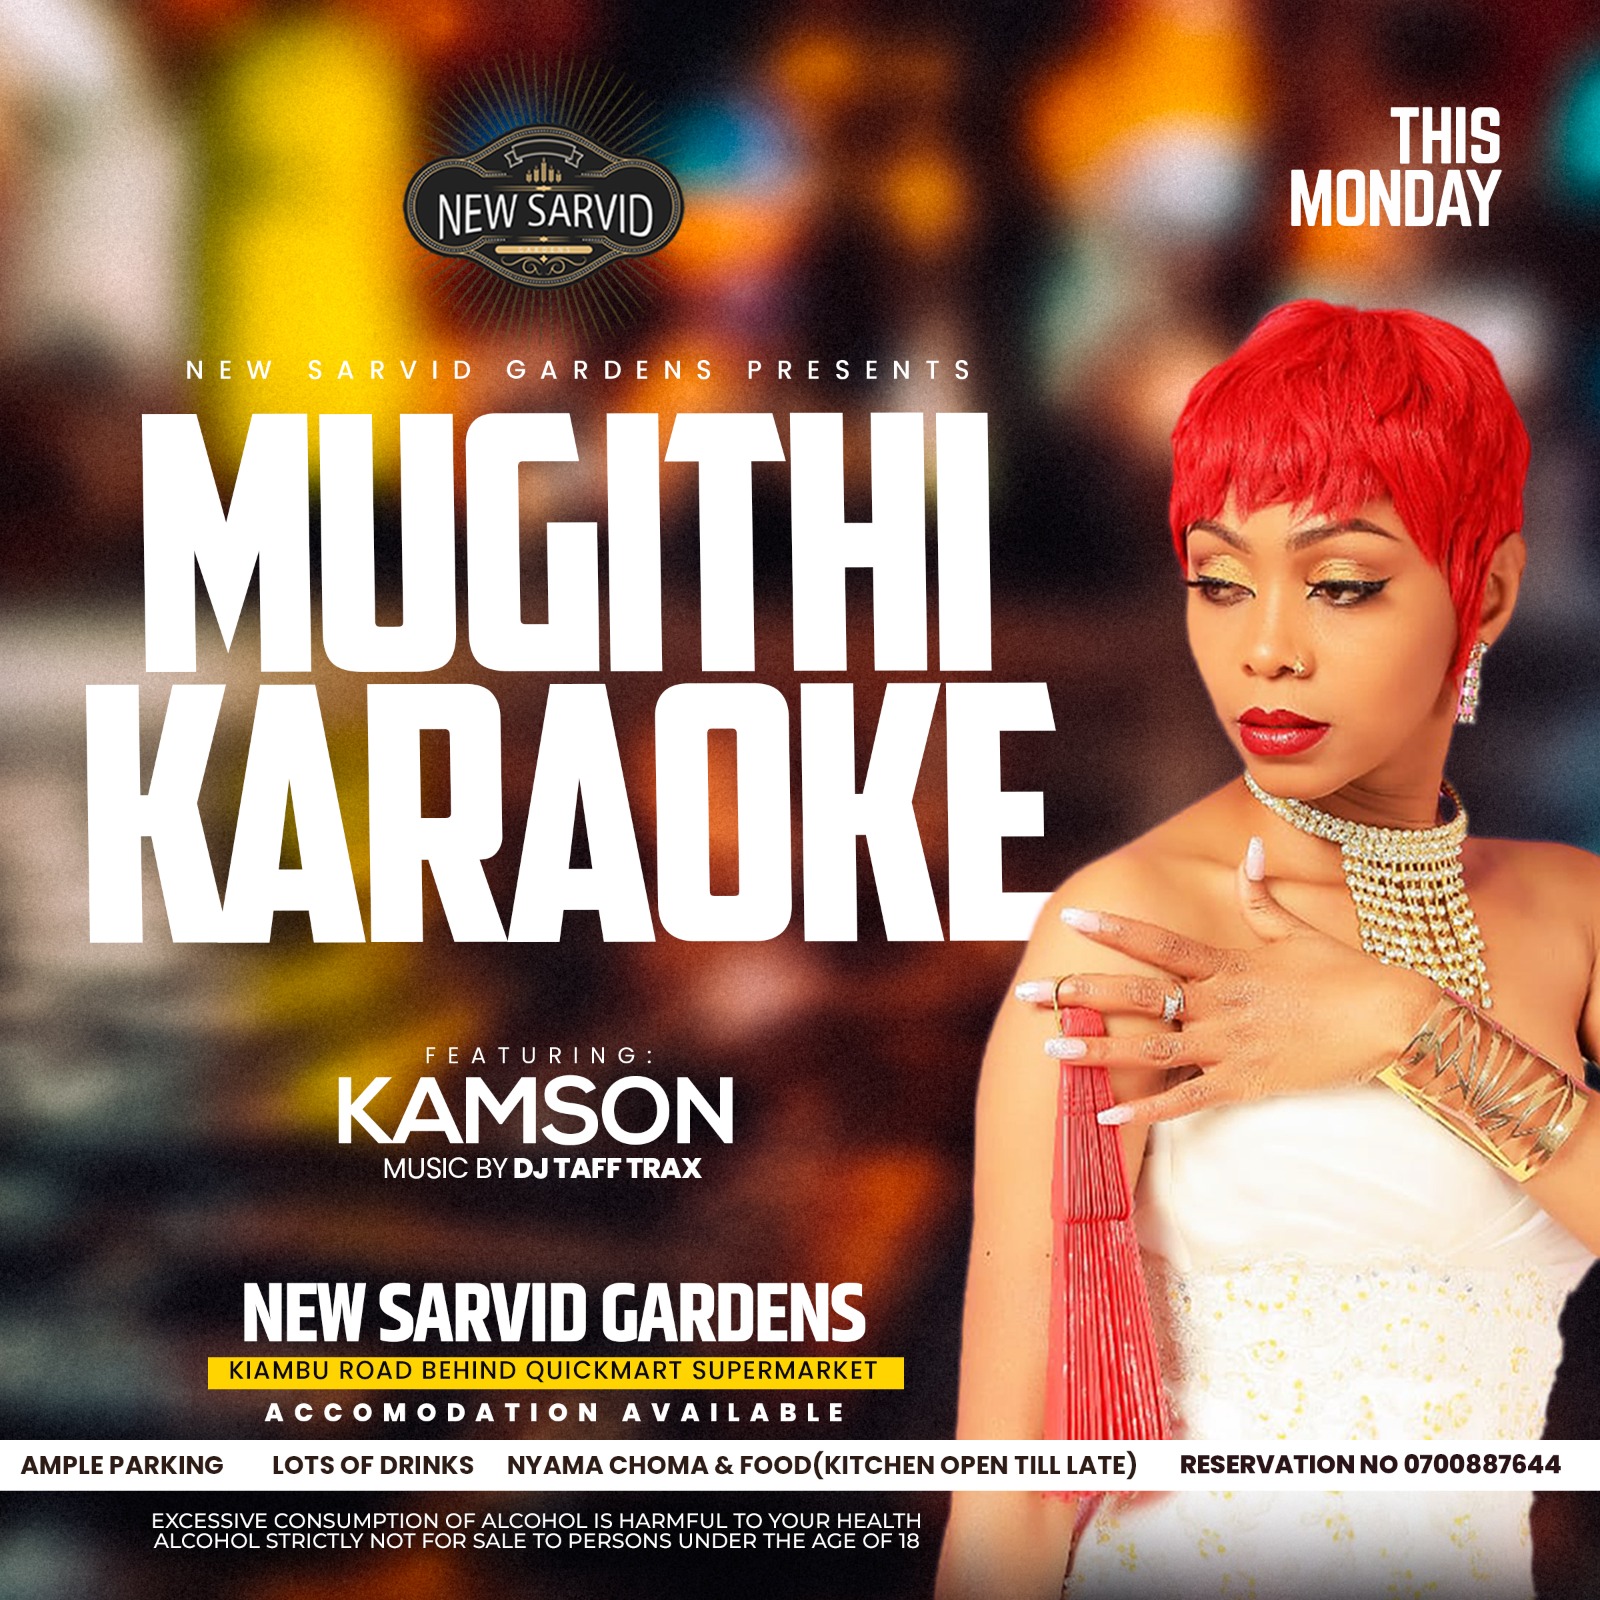 NEW SARVID
THIS
MONDAY
NEW SARVID GARDENS PRESENTS
MUGITHI
KARAOKE
FEATURING:
KAMSON
MUSIC BY DJ TAFF TRAX
NEW SARVID GARDENS
KIAMBU ROAD BEHIND QUICKMART SUPERMARKET
ACCOMODATION AVAILABLE
AMPLE PARKING LOTS OF DRINKS NYAMA CHOMA & FOOD(KITCHEN OPEN TILL LATE) RESERVATION NO 0700887644
EXCESSIVE CONSUMPTION OF ALCOHOL IS HARMFUL TO YOUR HEALTH
ALCOHOL STRICTLY NOT FOR SALE TO PERSONS UNDER THE AGE OF 18